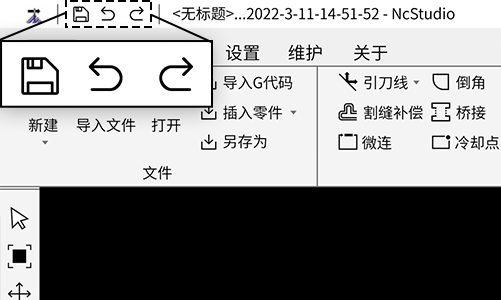 <无标题>...2022-3-11-14-51-52 - NcStudio
设置 维护 关于
导入G代码 引刀线 倒角
新建 导入文件 打开 插入零件 割缝补偿 桥接
另存为 微连 冷却点
文件